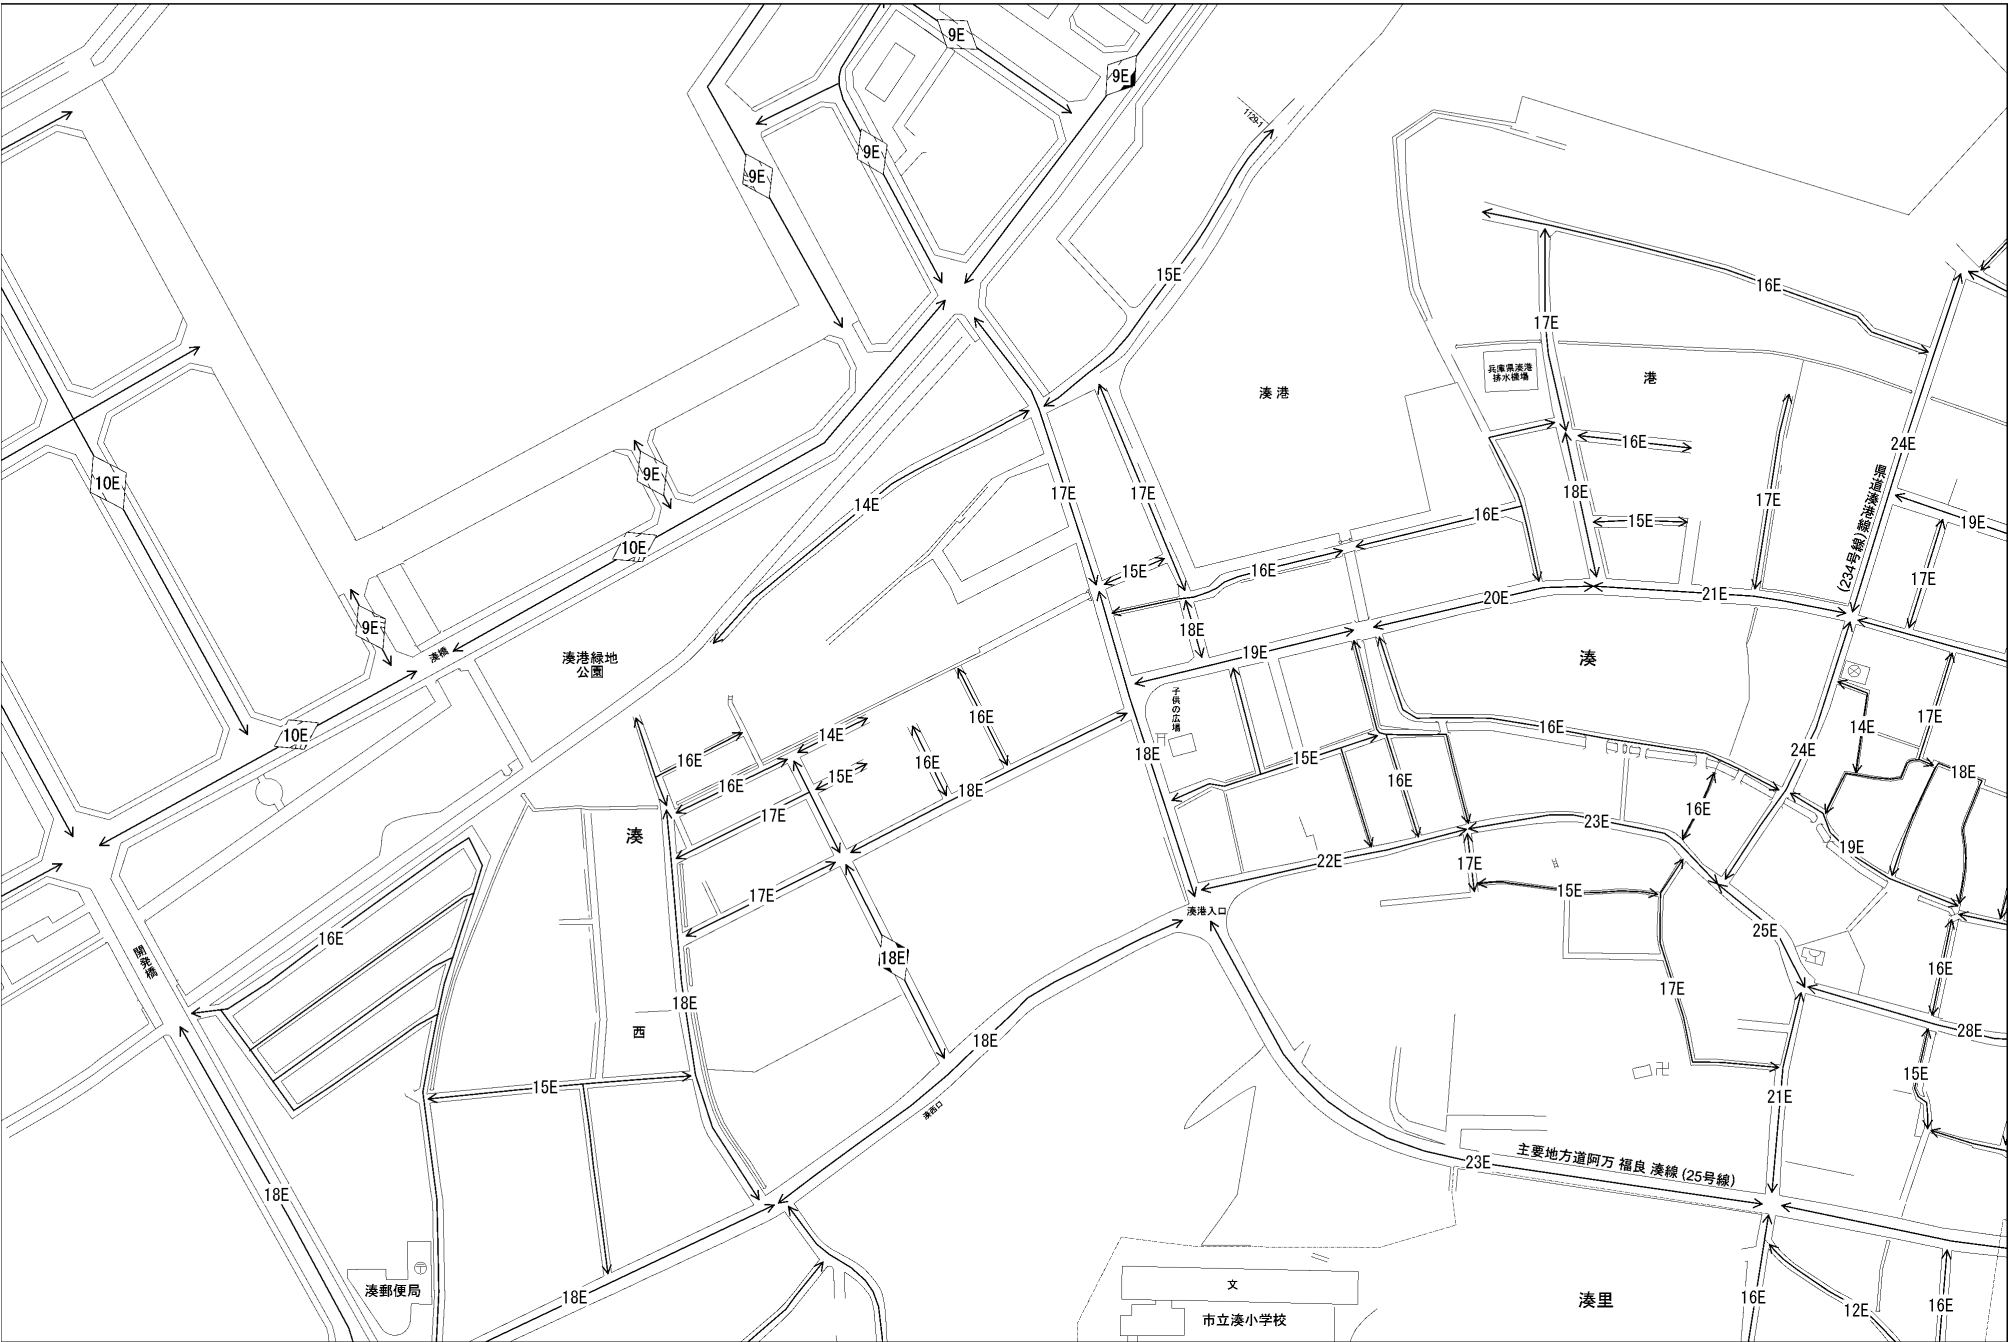 9E
9E
9E
9E
1129-1
15E
16E
17E
兵庫県湊港
排水機場
港
湊港
16E
24E
県道湊港線
(234号線)
10E
9E
14E
17E
17E
18E
17E
16E
15E
19E
10E
15E
16E
17E
20E
21E
9E
湊橋
湊港緑地
公園
18E
19E
湊
子供の広場
16E
14E
17E
10E
14E
16E
18E
16E
24E
16E
15E
16E
15E
16E
18E
16E
18E
16E
17E
23E
湊
22E
17E
19E
15E
17E
湊港入口
16E
開発橋
25E
18E
16E
17E
18E
西
18E
28E
15E
湊西口
15E
21E
18E
23E
主要地方道阿万 福良 湊線 (25号線)
湊郵便局
18E
文
市立湊小学校
湊里
16E
12E
16E